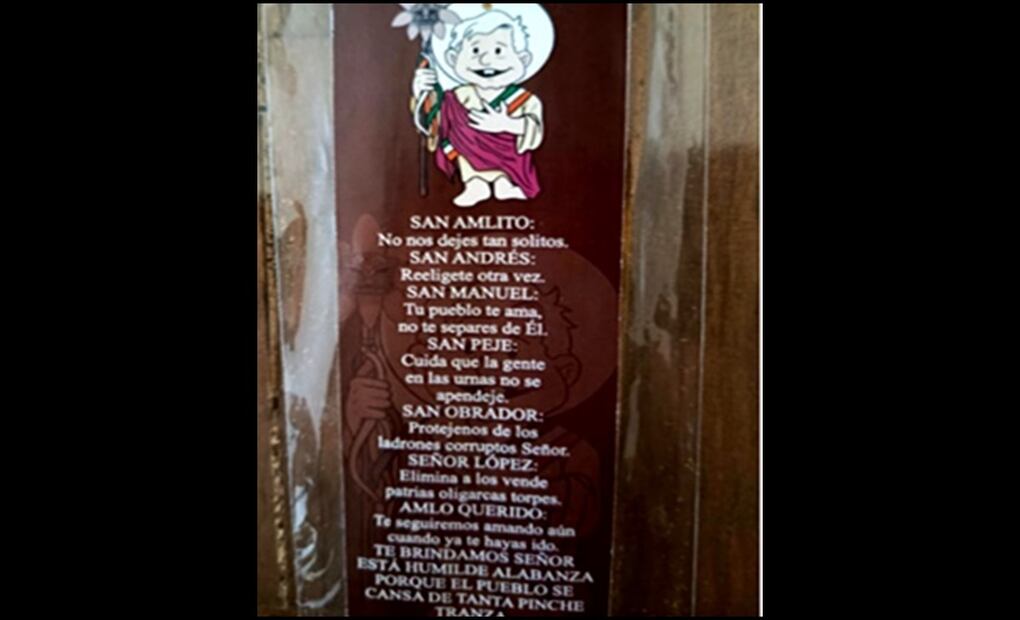 SAN AMLITO:
No nos dejes tan solitos.
SAN ANDRÉS:
Reeligete otra vez.
SAN MANUEL:
Tu pueblo te ama,
no te separes de Él.
SAN PEJE:
Cuida que la gente
en las urnas no se
apendeje.
SAN OBRADOR:
Protejenos de los
ladrones corruptos Señor.
SEÑOR LÓPEZ:
Elimina a los vende
patrias oligarcas torpes.
AMLO QUERIDO:
Te seguiremos amando aún
cuando ya te hayas ido.
TE BRINDAMOS SEÑOR
ESTÁ HUMILDE ALABANZA
PORQUE EL PUEBLO SE
CANSA DE TANTA PINCHE
TRANZA